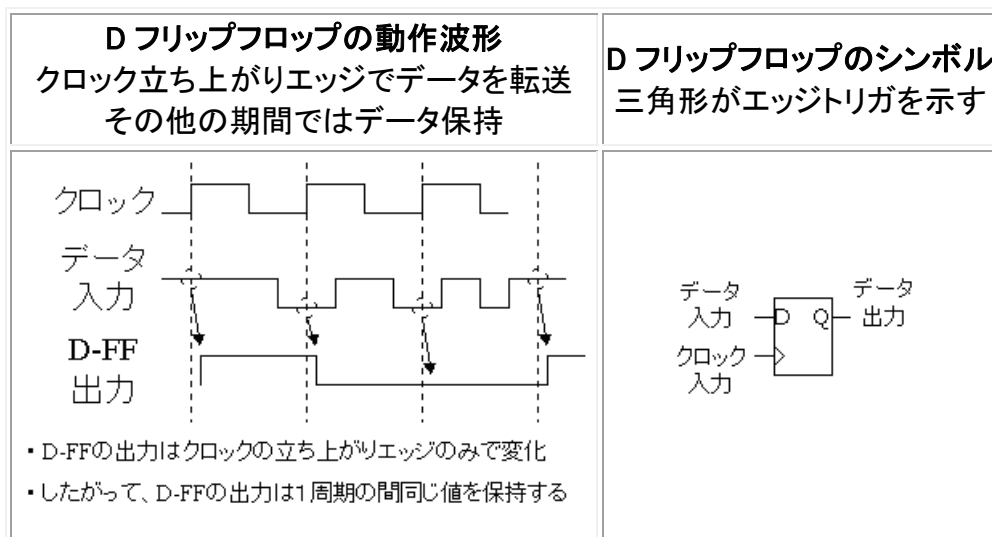 D フリップフロップの動作波形
クロック立ち上がりエッジでデータを転送
その他の期間ではデータ保持
D フリップフロップのシンボル
三角形がエッジトリガを示す
クロック
データ
入力
D-FF
出力
・D-FFの出力はクロックの立ち上がりエッジのみで変化
・したがって、D-FFの出力は1周期の間同じ値を保持する
データ
入力
D Q
データ
出力
クロック
入力